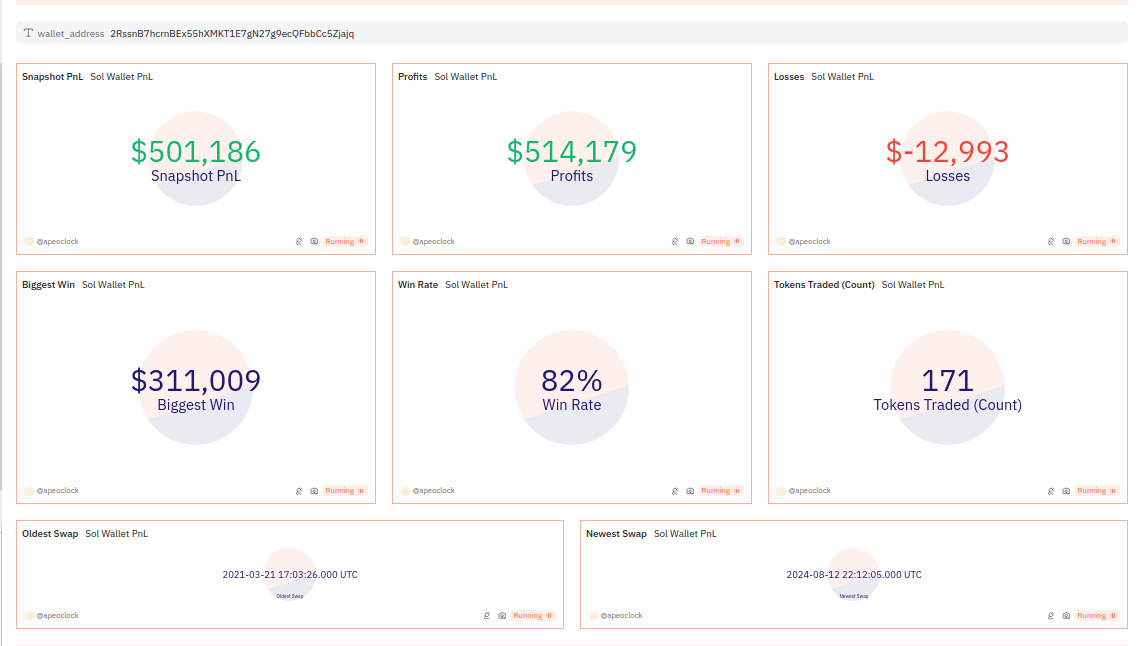 wallet_address 2RssnB7hcrnBEx55hXMKT1E7gN27g9ecQFbbCc5Zjajq
Snapshot PnL Sol Wallet PnL
$501,186
Snapshot PnL
@apeoclock Running
Profits Sol Wallet PnL
$514,179
Profits
@apeoclock Running
Losses Sol Wallet PnL
$-12,993
Losses
@apeoclock Running
Biggest Win Sol Wallet PnL
$311,009
Biggest Win
@apeoclock Running
Win Rate Sol Wallet PnL
82%
Win Rate
@apeoclock Running
Tokens Traded (Count) Sol Wallet PnL
171
Tokens Traded (Count)
@apeoclock Running
Oldest Swap Sol Wallet PnL
2021-03-21 17:03:26.000 UTC
Oldest Swap
@apeoclock Running
Newest Swap Sol Wallet PnL
2024-08-12 22:12:05.000 UTC
Newest Swap
@apeoclock Running